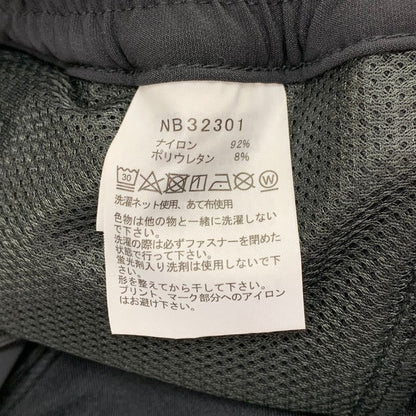 NB32301
ナイロン 92%
ポリウレタン 8%
30 W
洗濯ネット使用、あて布使用
色物は他の物と一緒に洗濯しない
で下さい。
洗濯の際は必ずファスナーを閉めた
状態で行って下さい。
蛍光剤入り洗剤は使用しないで下
さい。
形を整えてから干して下さい。
プリント、マーク部分へのアイロン
はお避け下さい。